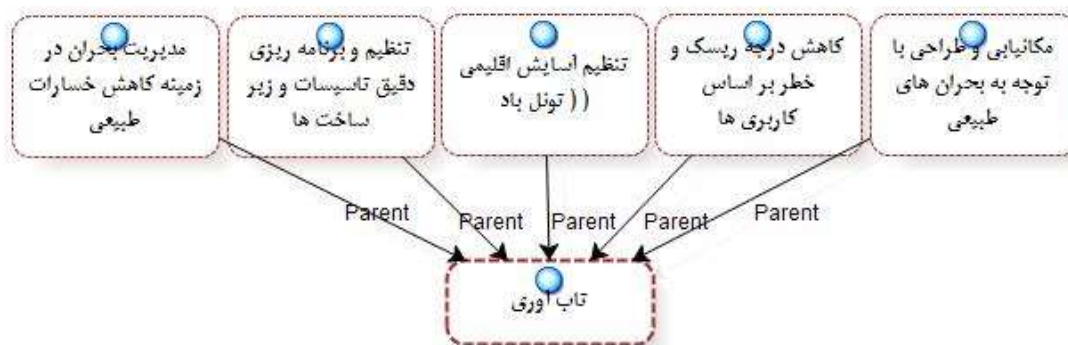 مکانیابی و طراحی با
توجه به بحران های
طبیعی
کاهش درجه ریسک و
خطر بر اساس
کاربری ها
تنظیم آسایش اقلیمی
(( تونل باد
تنظیم و برنامه ریزی
دقیق تاسیسات و زیر
ساخت ها
مدیریت بحران در
زمینه کاهش خسارات
طبیعی
Parent
Parent
Parent
Parent
Parent
تاب آوری